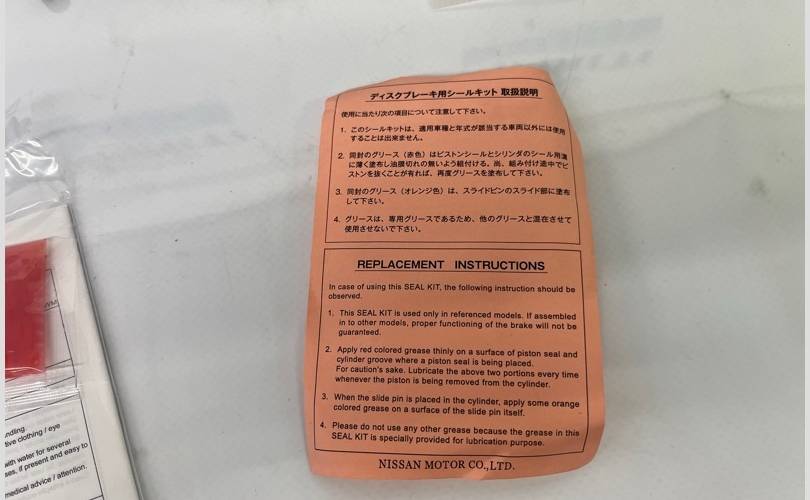 ディスクブレーキ用シールキット 取扱説明
使用に当たり次の項目について注意して下さい。
1. このシールキットは、適用車種と年式が該当する車両以外には使用
することは出来ません。
2. 同封のグリース（赤色）はピストンシールとシリンダのシール用溝
に薄く塗布し油膜切れの無いよう組付ける。尚、組み付け途中でピ
ストンを抜くことが有れば、再度グリースを塗布して下さい。
3. 同封のグリース（オレンジ色）は、スライドピンのスライド部に塗布
して下さい。
4. グリースは、専用グリースであるため、他のグリースと混在させて
使用させないで下さい。
REPLACEMENT INSTRUCTIONS
In case of using this SEAL KIT, the following instruction should be
observed.
1. This SEAL KIT is used only in referenced models. If assembled
in to other models, proper functioning of the brake will not be
guaranteed.
2. Apply red colored grease thinly on a surface of piston seal and
cylinder groove where a piston seal is being placed.
For caution's sake. Lubricate the above two portions every time
whenever the piston is being removed from the cylinder.
3. When the slide pin is placed in the cylinder, apply some orange
colored grease on a surface of the slide pin itself.
4. Please do not use any other grease because the grease in this
SEAL KIT is specially provided for lubrication purpose.
NISSAN MOTOR CO.,LTD.
clothing / eye
with water for several
if present and easy to
medical advice / attention.